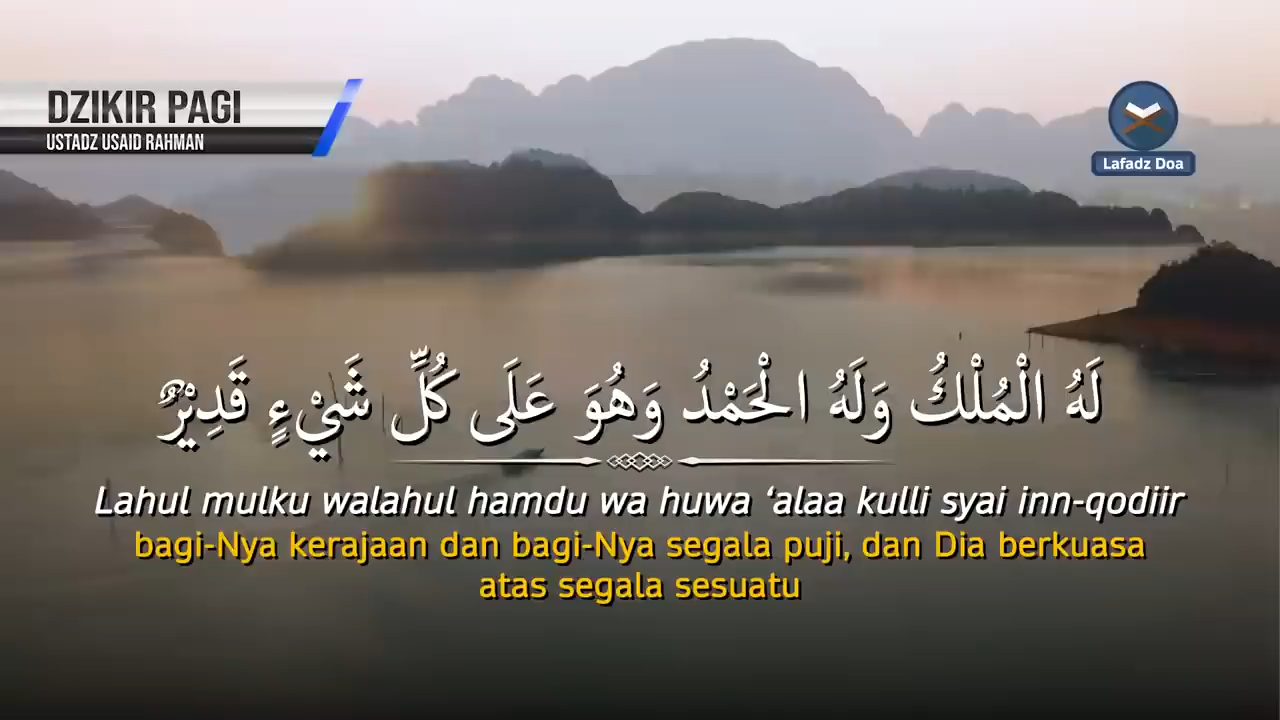 DZIKIR PAGI
USTADZ USAID RAHMAN
Lafadz Doa
لَهُ الْمُلْكُ وَلَهُ الْحَمْدُ وَهُوَ عَلَى كُلِّ شَيْءٍ قَدِيْرٌ
Lahul mulku walahul hamdu wa huwa ‘alaa kulli syai inn-qodiir
bagi-Nya kerajaan dan bagi-Nya segala puji, dan Dia berkuasa
atas segala sesuatu